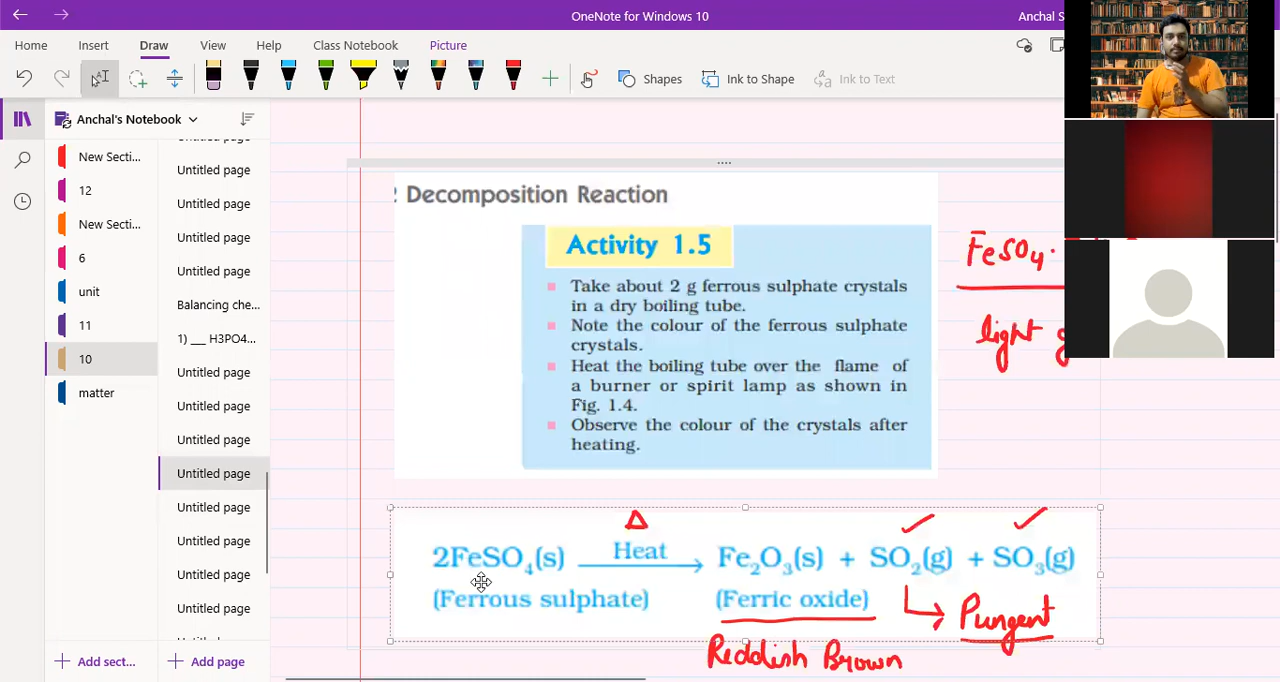 OneNote for Windows 10
Anchal S
Home Insert Draw View Help Class Notebook Picture
Shapes Ink to Shape Ink to Text
Anchal's Notebook
New Secti...
12
New Secti...
6
unit
11
10
matter
Add sect...
Untitled page
Untitled page
Untitled page
Untitled page
Untitled page
Balancing che...
1) ___ H3PO4...
Untitled page
Untitled page
Untitled page
Untitled page
Untitled page
Untitled page
Untitled page
Untitled page
Add page
Decomposition Reaction
Activity 1.5
Take about 2 g ferrous sulphate crystals
in a dry boiling tube.
Note the colour of the ferrous sulphate
crystals.
Heat the boiling tube over the flame of
a burner or spirit lamp as shown in
Fig. 1.4.
Observe the colour of the crystals after
heating.
FeSO₄.
light g
Δ
2FeSO₄(s) Heat → Fe₂O₃(s) + SO₂(g) + SO₃(g)
(Ferrous sulphate) (Ferric oxide)
Pungent
Reddish Brown